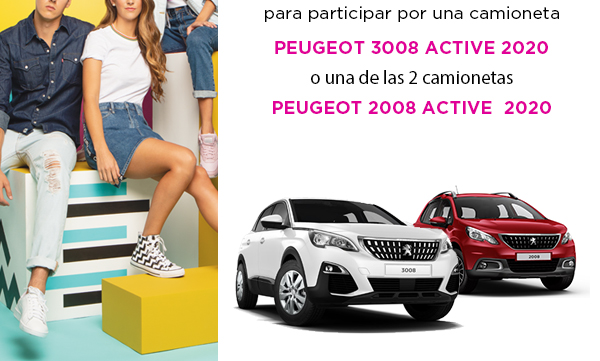 para participar por una camioneta
PEUGEOT 3008 ACTIVE 2020
o una de las 2 camionetas
PEUGEOT 2008 ACTIVE 2020
3008
2008